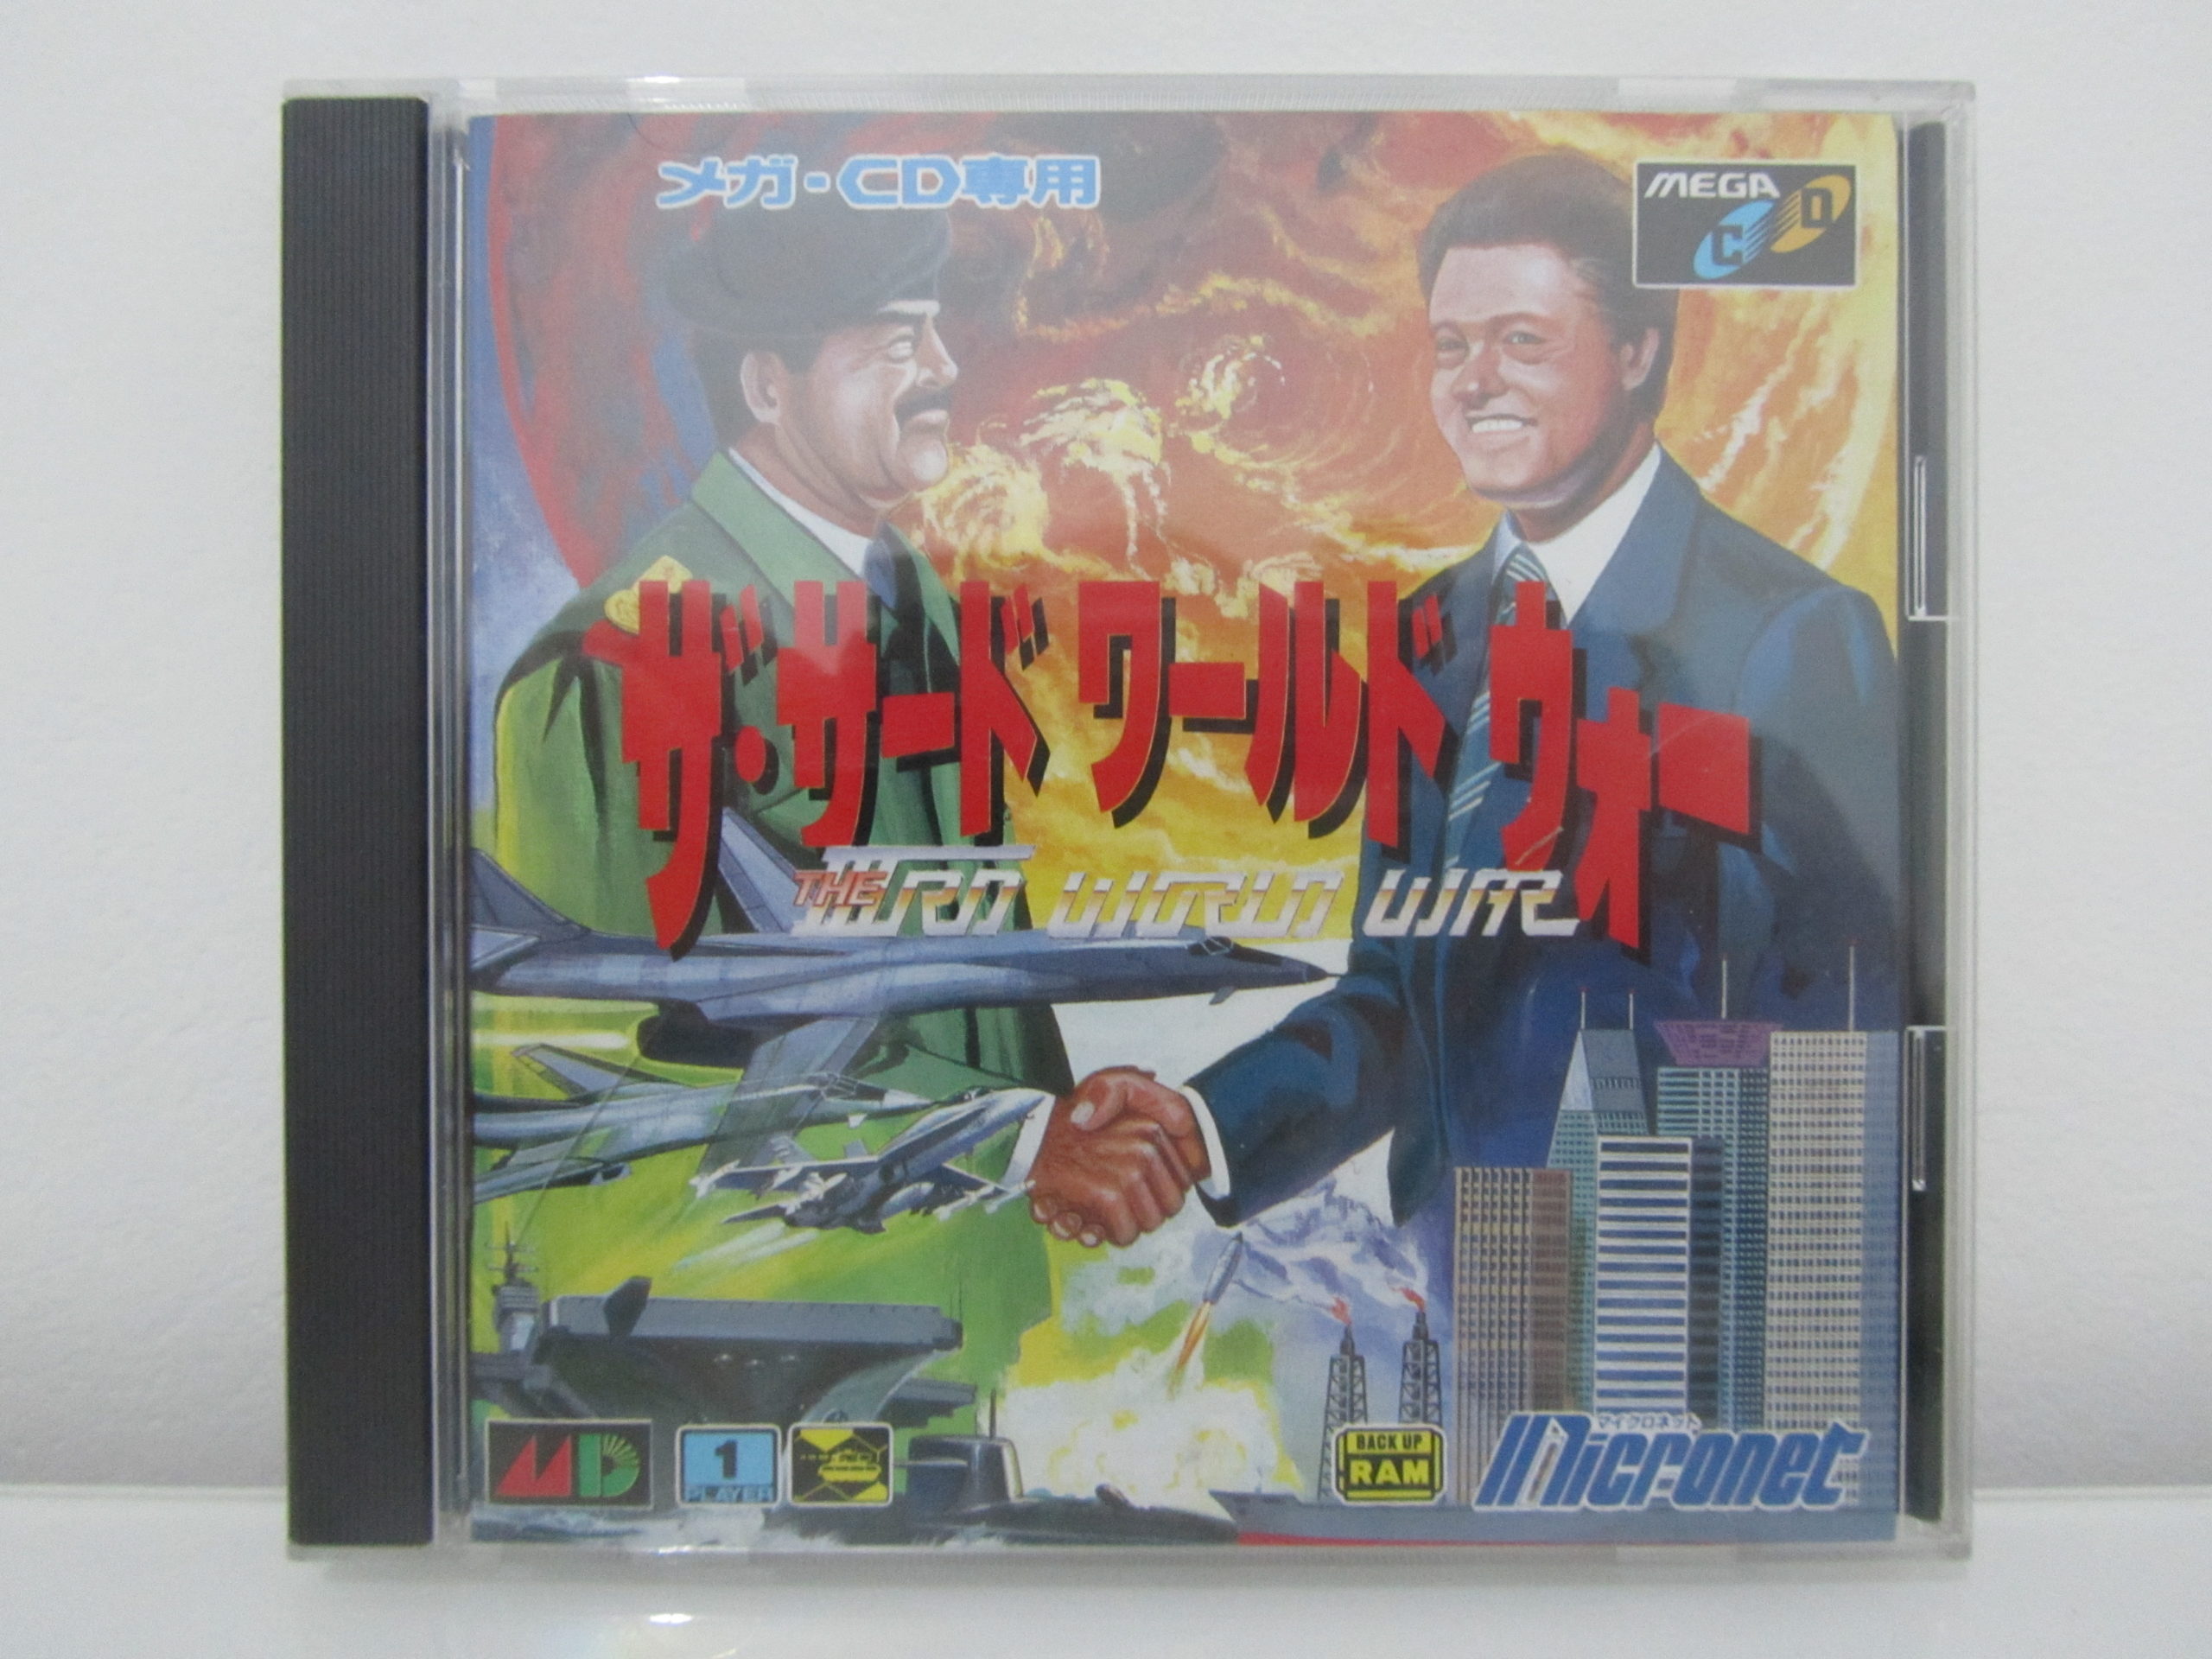 メガ-CD専用
MEGA
CD
ザ・サード ワールド ウォー
THE IIIRD WORLD WAR
MD
1
PLAYER
BACK UP
RAM
マイクロネット
Micronet